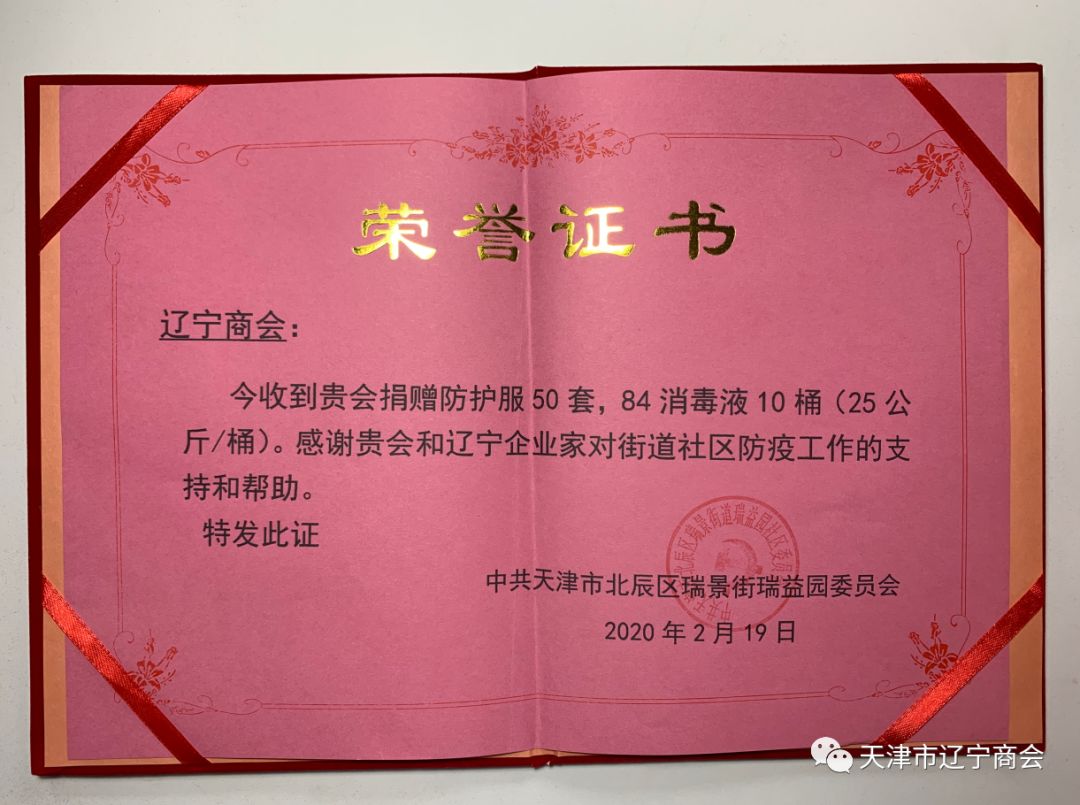 荣誉证书
辽宁商会：
今收到贵会捐赠防护服50套，84消毒液10桶（25公
斤/桶）。感谢贵会和辽宁企业家对街道社区防疫工作的支
持和帮助。
特发此证
中共天津市北辰区瑞景街瑞益园委员会
2020年2月19日
天津市辽宁商会